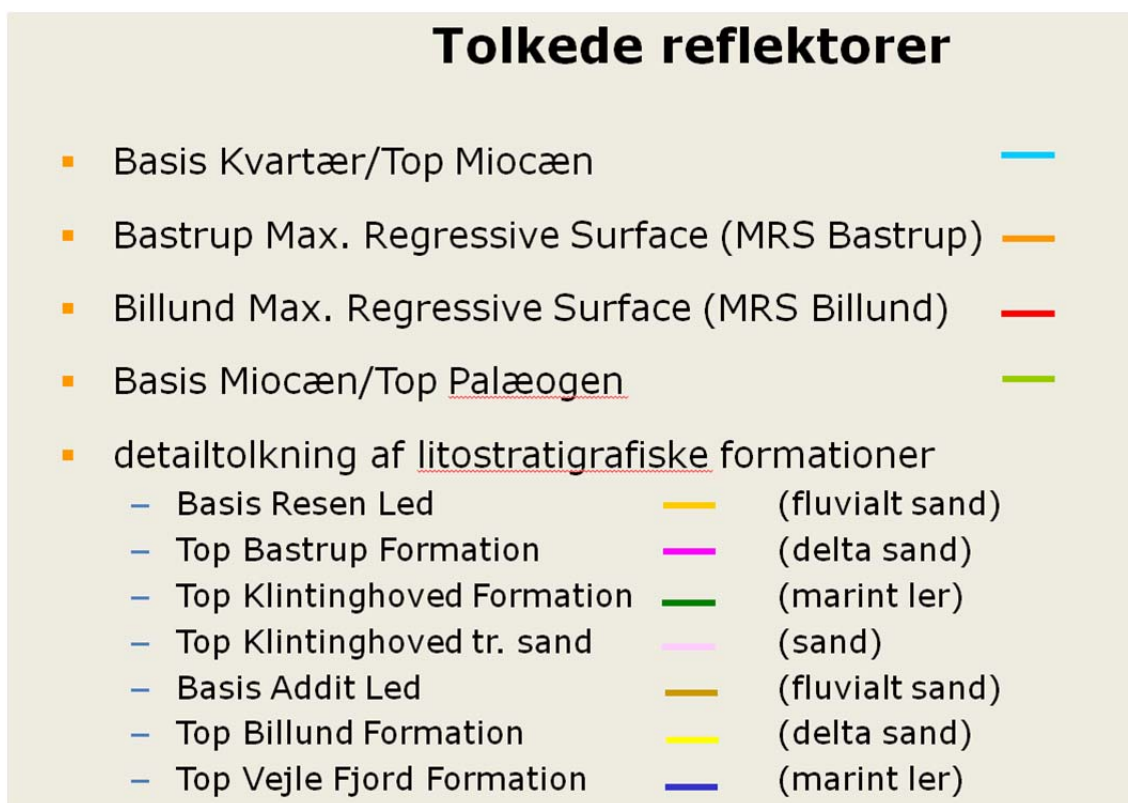 Tolkede reflektorer
Basis Kvartær/Top Miocæn
Bastrup Max. Regressive Surface (MRS Bastrup)
Billund Max. Regressive Surface (MRS Billund)
Basis Miocæn/Top Palæogen
detailtolkning af litostratigrafiske formationer
– Basis Resen Led (fluvialt sand)
– Top Bastrup Formation (delta sand)
– Top Klintinghoved Formation (marint ler)
– Top Klintinghoved tr. sand (sand)
– Basis Addit Led (fluvialt sand)
– Top Billund Formation (delta sand)
– Top Vejle Fjord Formation (marint ler)